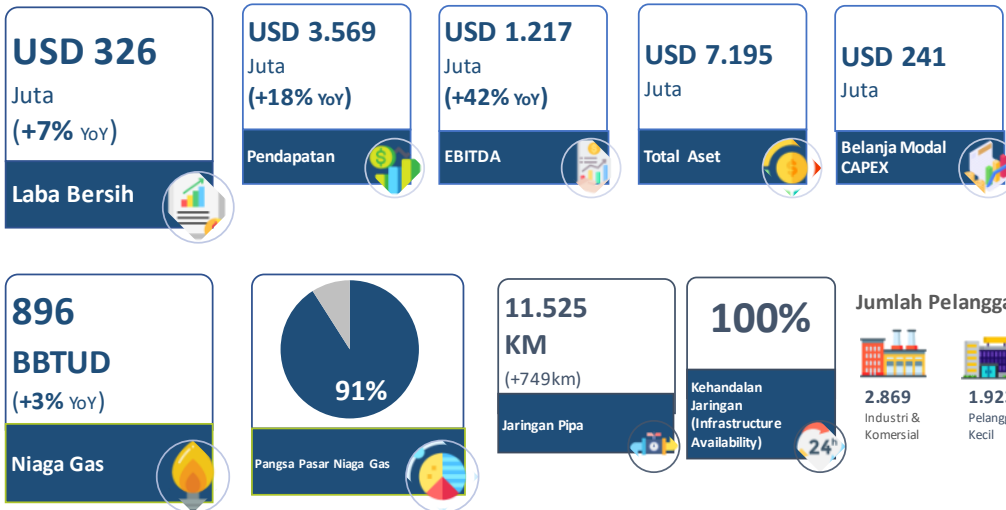 USD 326
Juta
(+7% YoY)
Laba Bersih
USD 3.569
Juta
(+18% YoY)
Pendapatan
USD 1.217
Juta
(+42% YoY)
EBITDA
USD 7.195
Juta
Total Aset
USD 241
Juta
Belanja Modal
CAPEX
896
BBTUD
(+3% YoY)
Niaga Gas
91%
Pangsa Pasar Niaga Gas
11.525
KM
(+749km)
Jaringan Pipa
100%
Kehandalan
Jaringan
(Infrastructure
Availability)
24h
Jumlah
2.869
Industri &
Komersial
Kecil